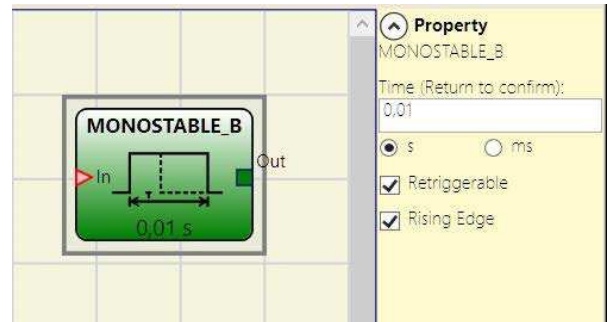 MONOSTABLE_B
In
Out
T
0,01 s
Property
MONOSTABLE_B
Time (Return to confirm):
0,01
s
ms
Retriggerable
Rising Edge